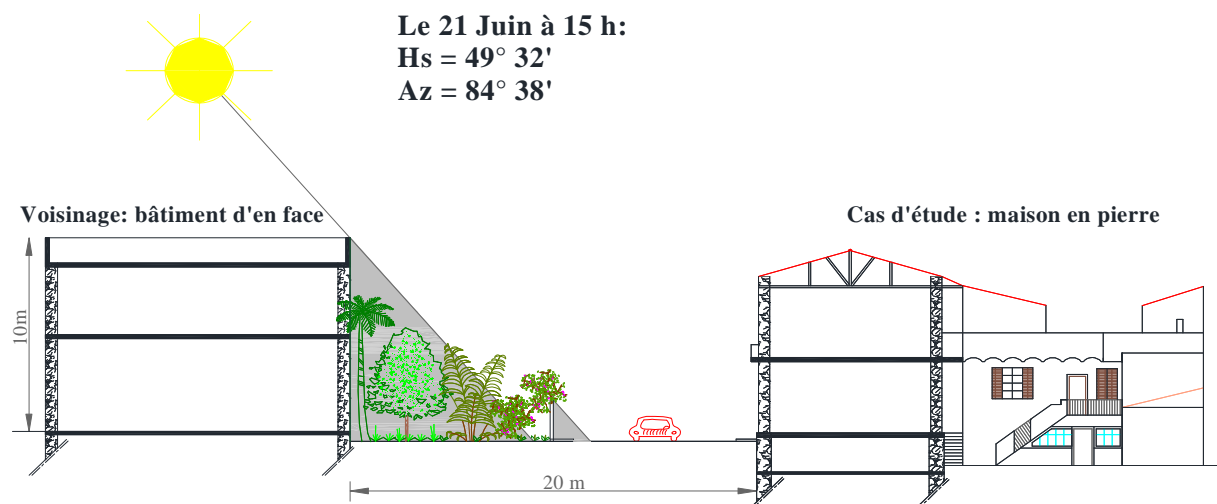 Le 21 Juin à 15 h:
Hs = 49° 32'
Az = 84° 38'
Voisinage: bâtiment d'en face
Cas d'étude : maison en pierre
10m
20 m